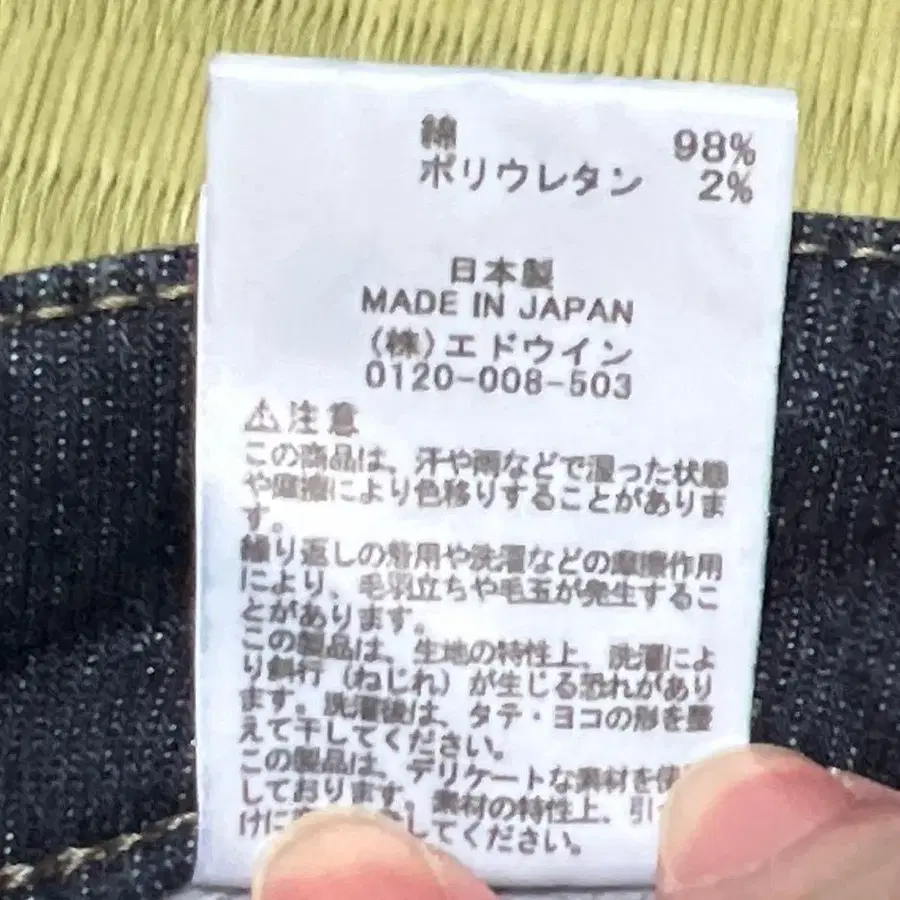 綿 98%
ポリウレタン 2%
日本製
MADE IN JAPAN
(株)エドウイン
0120-008-503
⚠注意
この商品は、汗や雨などで湿った状態
や摩擦により色移りすることがありま
す。
繰り返しの着用や洗濯などの摩擦作用
により、毛羽立ちや毛玉が発生するこ
とがあります。
この製品は、生地の特性上、洗濯によ
り斜行(ねじれ)が生じる恐れがあり
ます。洗濯後は、タテ・ヨコの形を整
えて干してください。
この製品は、デリケートな素材を使
しております。素材の特性上、引
けに してください。